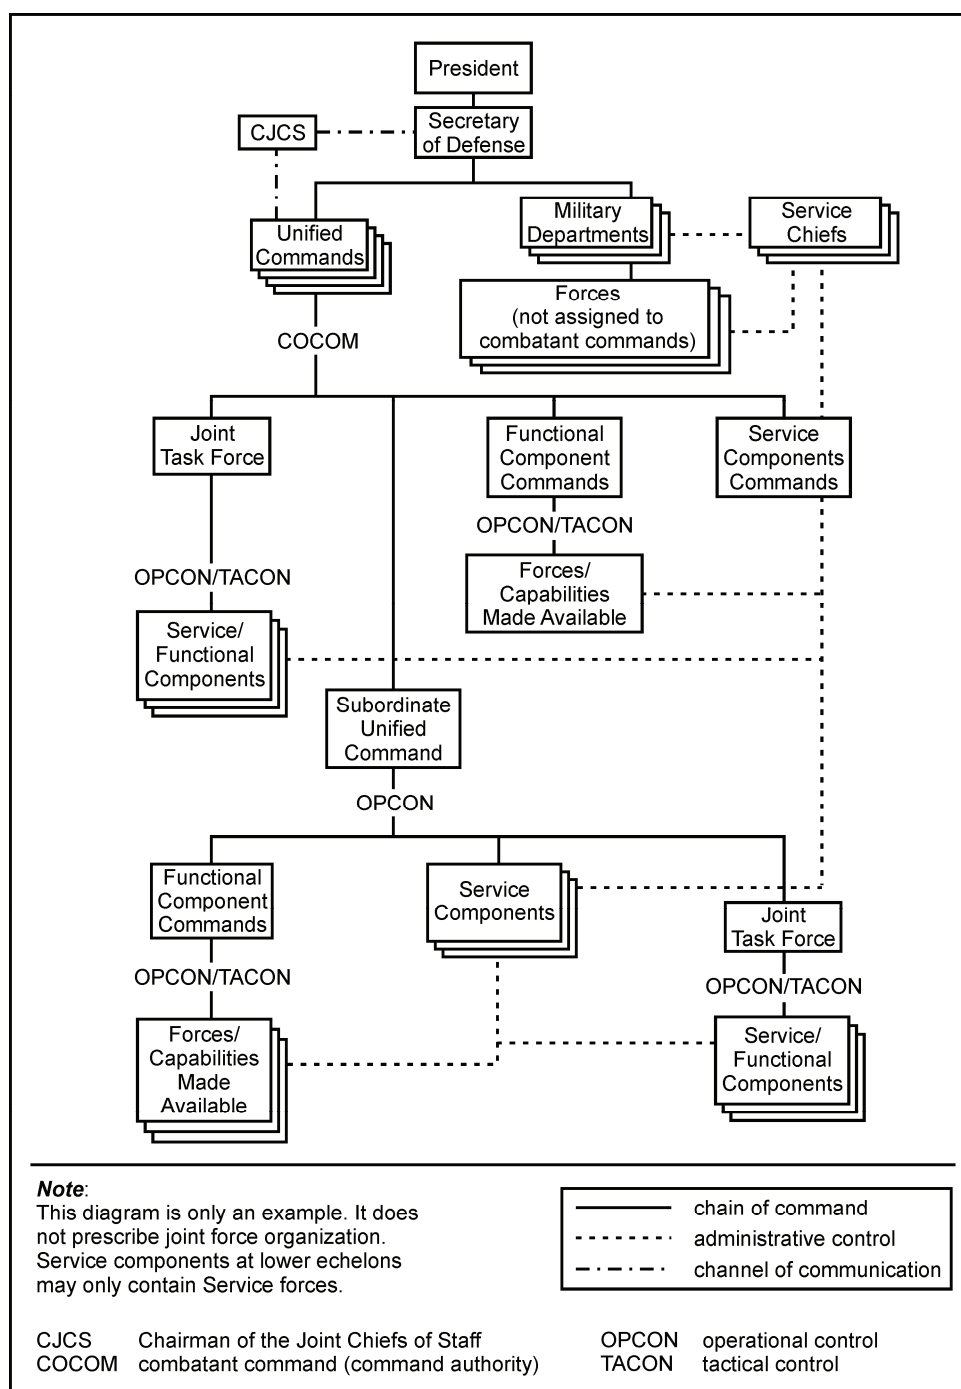 President
CJCS
Secretary
of Defense
Unified
Commands
Military
Departments
Service
Chiefs
Forces
(not assigned to
combatant commands)
COCOM
Joint
Task Force
Functional
Component
Commands
Service
Components
Commands
OPCON/TACON
OPCON/TACON
Forces/
Capabilities
Made Available
Service/
Functional
Components
Subordinate
Unified
Command
OPCON
Functional
Component
Commands
Service
Components
Joint
Task Force
OPCON/TACON
OPCON/TACON
Forces/
Capabilities
Made
Available
Service/
Functional
Components
Note:
This diagram is only an example. It does
not prescribe joint force organization.
Service components at lower echelons
may only contain Service forces.
chain of command
administrative control
channel of communication
CJCS Chairman of the Joint Chiefs of Staff
COCOM combatant command (command authority)
OPCON operational control
TACON tactical control